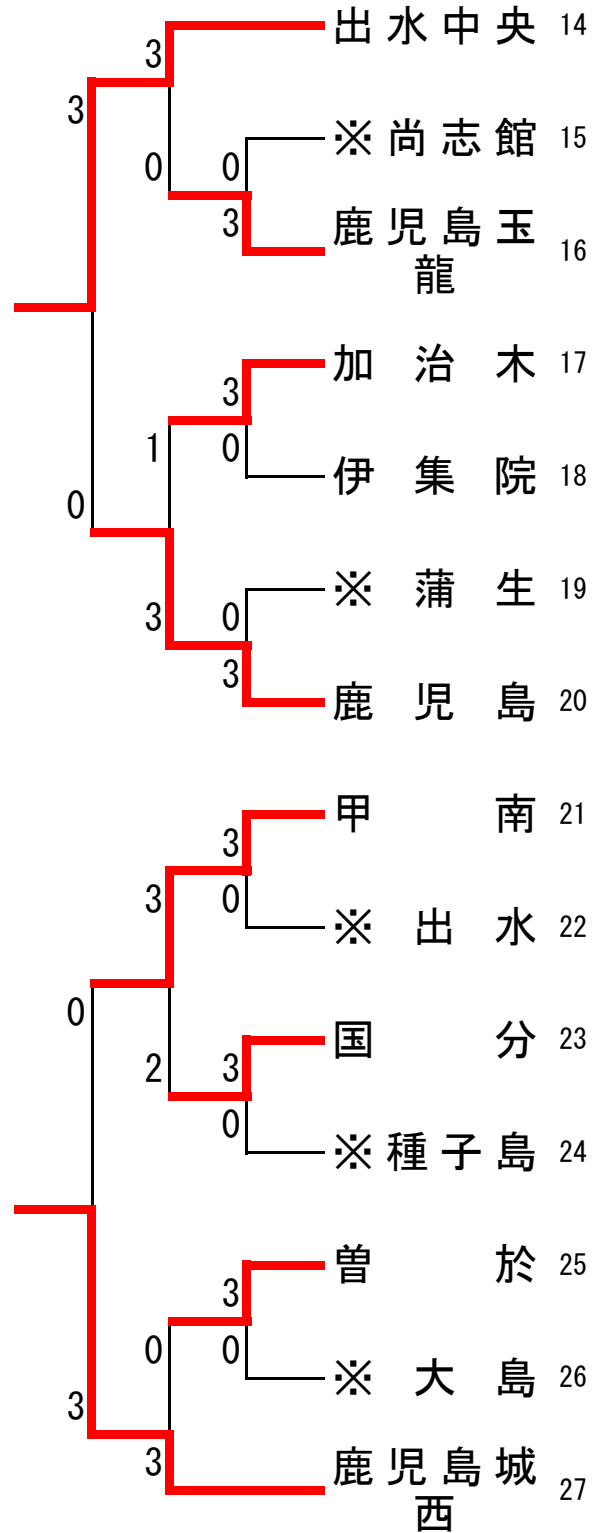 出水中央 14
3
3
※尚志館 15
0
0
3
鹿児島玉
龍
16
加治木 17
3
1
0
伊集院 18
0
※蒲生 19
3
0
3
鹿児島 20
甲南 21
3
3
0
※出水 22
0
国分 23
2
3
0
※種子島 24
曽於 25
3
0
0
※大島 26
3
3
鹿児島城
西
27